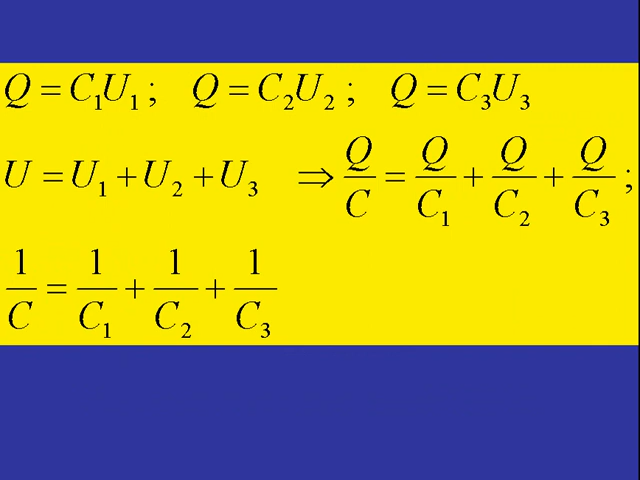 Q = C₁U₁ ; Q = C₂U₂ ; Q = C₃U₃
U = U₁ + U₂ + U₃ ⇒ Q/C = Q/C₁ + Q/C₂ + Q/C₃ ;
1/C = 1/C₁ + 1/C₂ + 1/C₃